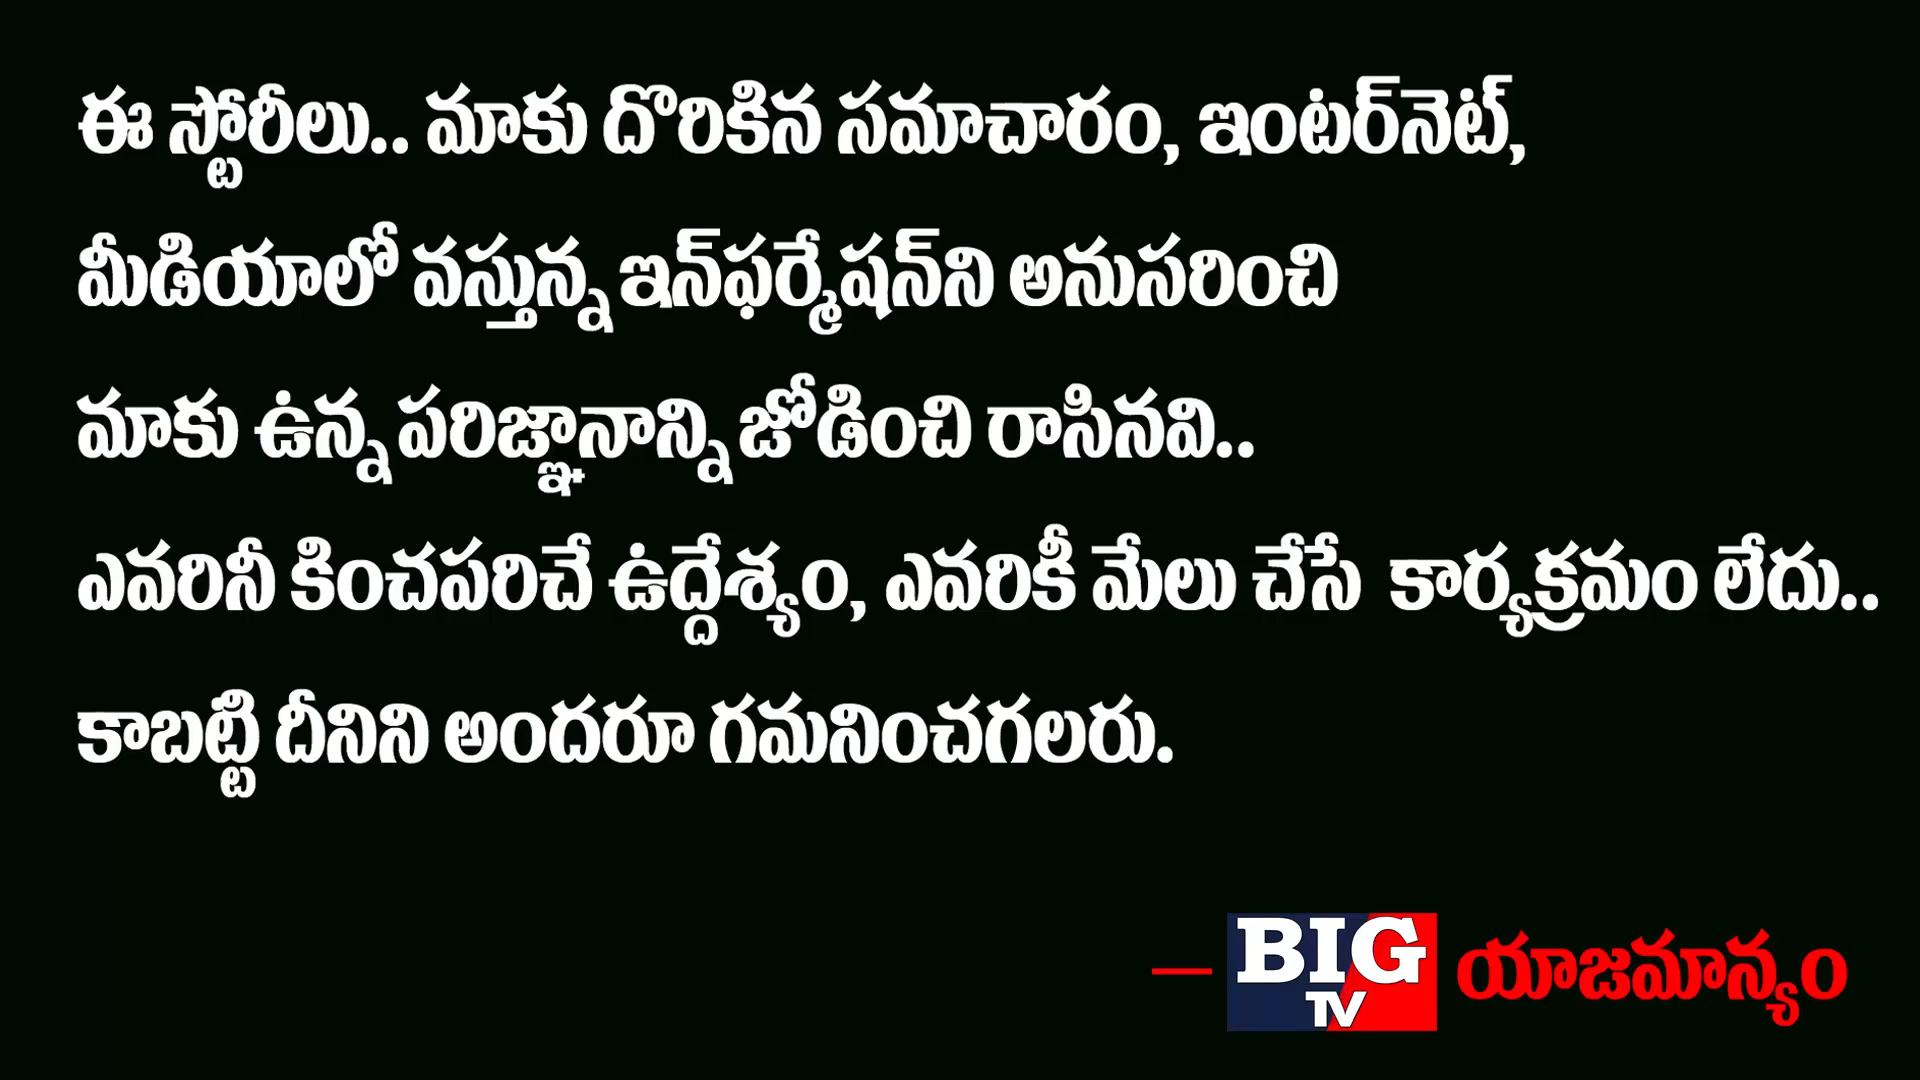 ఈ స్టోరీలు.. మాకు దొరికిన సమాచారం, ఇంటర్‌నెట్,
మీడియాలో వస్తున్న ఇన్‌ఫర్మేషన్‌ని అనుసరించి
మాకు ఉన్న పరిజ్ఞానాన్ని జోడించి రాసినవి..
ఎవరినీ కించపరిచే ఉద్దేశ్యం, ఎవరికీ మేలు చేసే కార్యక్రమం లేదు..
కాబట్టి దీనిని అందరూ గమనించగలరు.
— BIG TV యాజమాన్యం